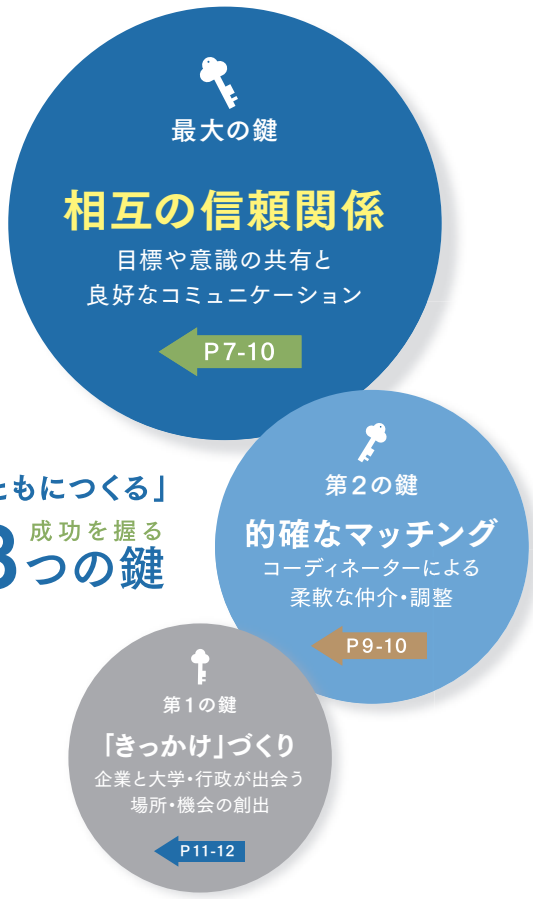 最大の鍵
相互の信頼関係
目標や意識の共有と
良好なコミュニケーション
P7-10
ともにつくる」
成功を握る
3つの鍵
第2の鍵
的確なマッチング
コーディネーターによる
柔軟な仲介・調整
P9-10
第1の鍵
「きっかけ」づくり
企業と大学・行政が出会う
場所・機会の創出
P11-12